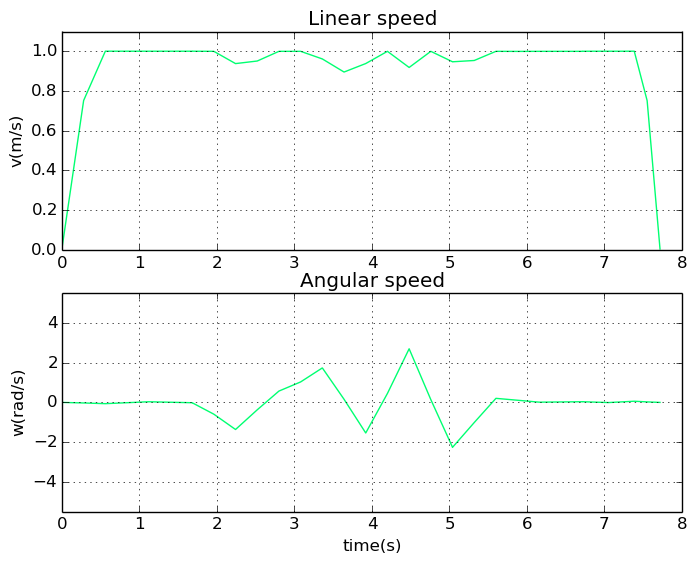 Linear speed
1.0
0.8
0.6
0.4
0.2
0.0
v(m/s)
0 1 2 3 4 5 6 7 8
Angular speed
4
2
0
−2
−4
w(rad/s)
0 1 2 3 4 5 6 7 8
time(s)